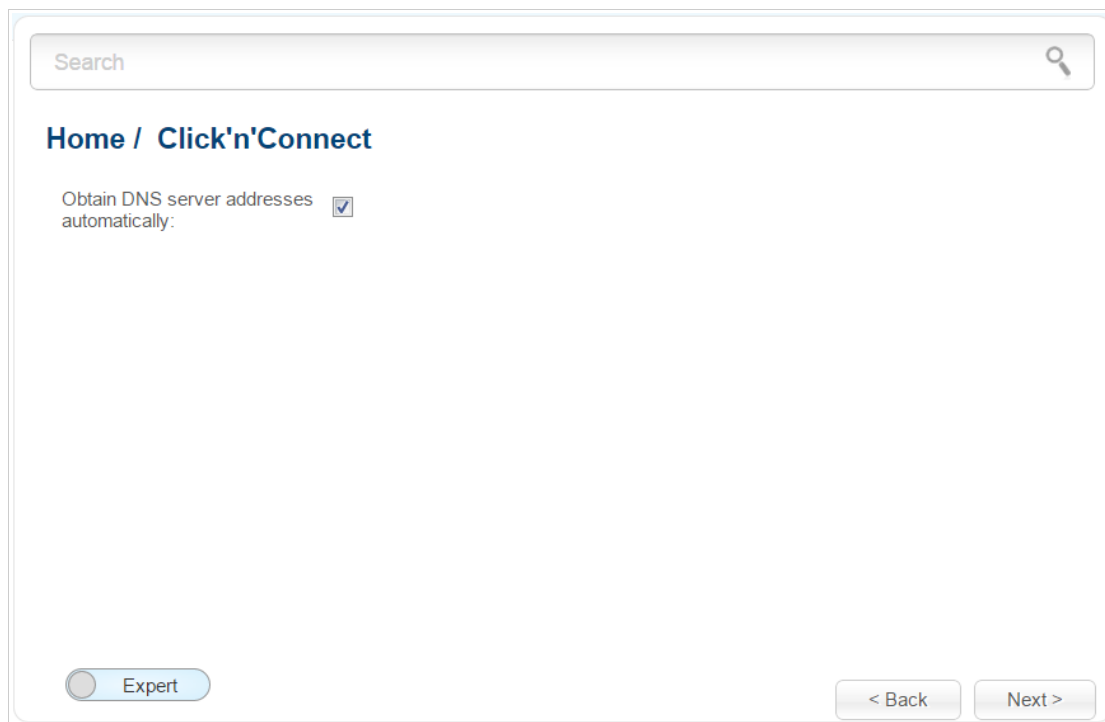 Search
Home /  Click'n'Connect
Obtain DNS server addresses
automatically:
Expert
< Back
Next >